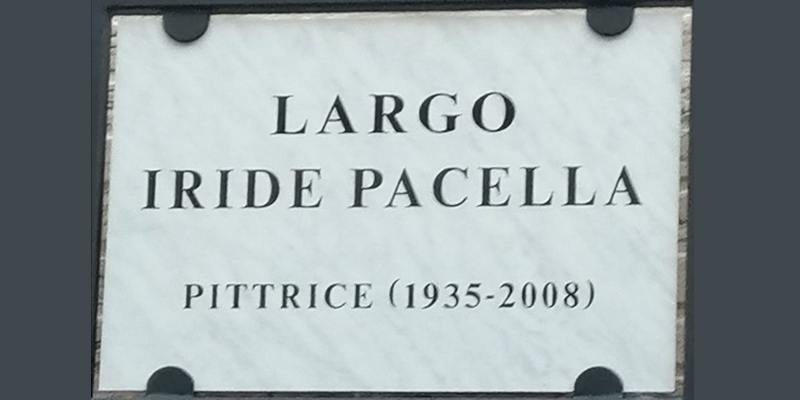 LARGO
IRIDE PACELLA
PITTRICE (1935-2008)